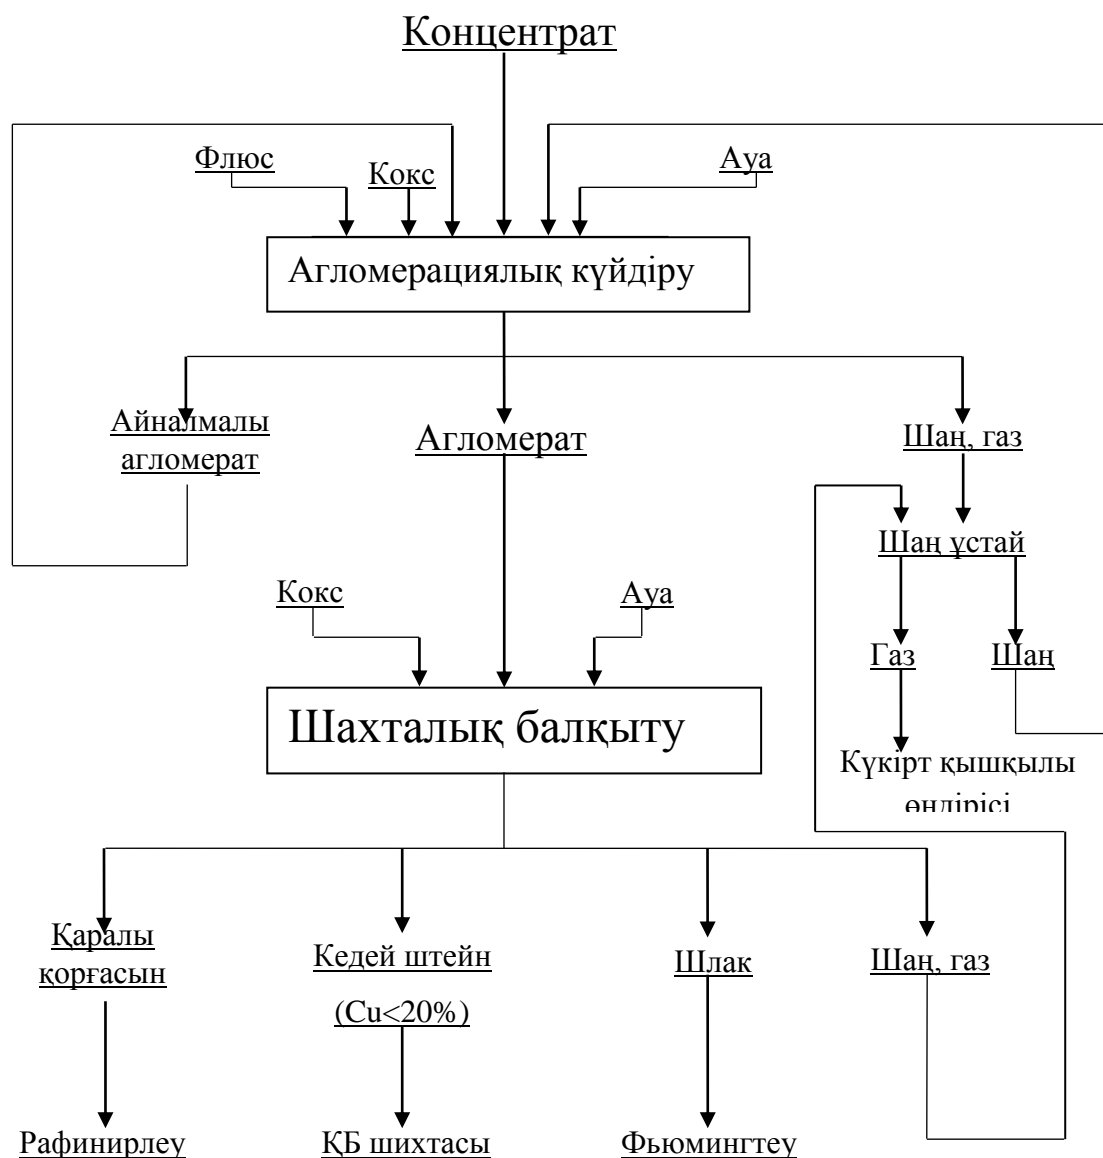 Концентрат
Флюс
Кокс
Ауа
Агломерациялық күйдіру
Айналмалы
агломерат
Агломерат
Шаң, газ
Шаң ұстай
Кокс
Ауа
Газ
Шаң
Шахталық балқыту
Күкірт қышқылы
өндірісі
Қаралы
қорғасын
Кедей штейн
(Cu<20%)
Шлак
Шаң, газ
Рафинирлеу
ҚБ шихтасы
Фьюмингтеу